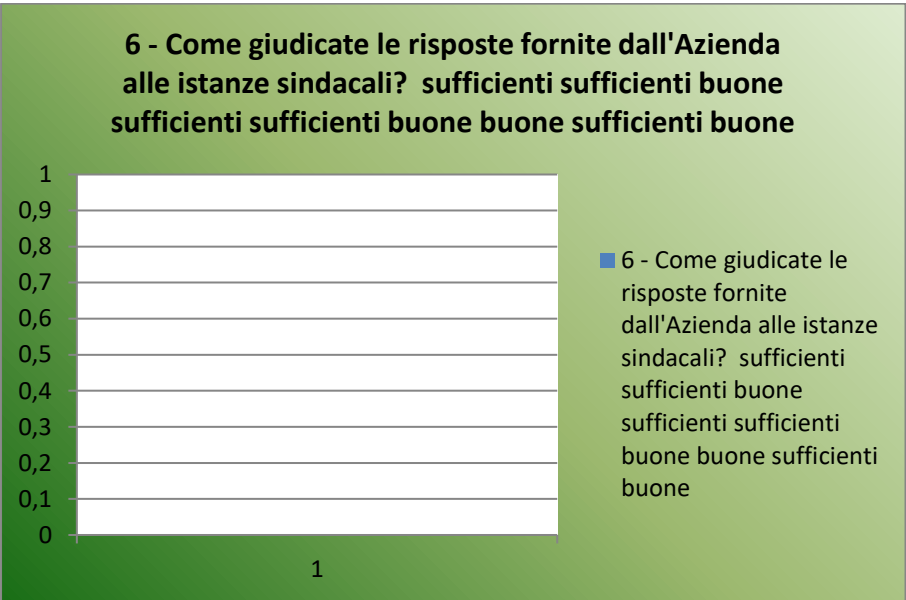 6 - Come giudicate le risposte fornite dall'Azienda
alle istanze sindacali?  sufficienti sufficienti buone
sufficienti sufficienti buone buone sufficienti buone
1
0,9
0,8
0,7
0,6
0,5
0,4
0,3
0,2
0,1
0
1
6 - Come giudicate le
risposte fornite
dall'Azienda alle istanze
sindacali?  sufficienti
sufficienti buone
sufficienti sufficienti
buone buone sufficienti
buone